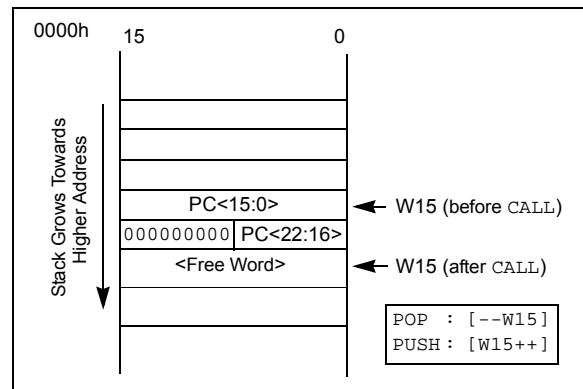 0000h
15 0
Stack Grows Towards
Higher Address
PC<15:0>
W15 (before CALL)
000000000 PC<22:16>
<Free Word>
W15 (after CALL)
POP : [--W15]
PUSH : [W15++]